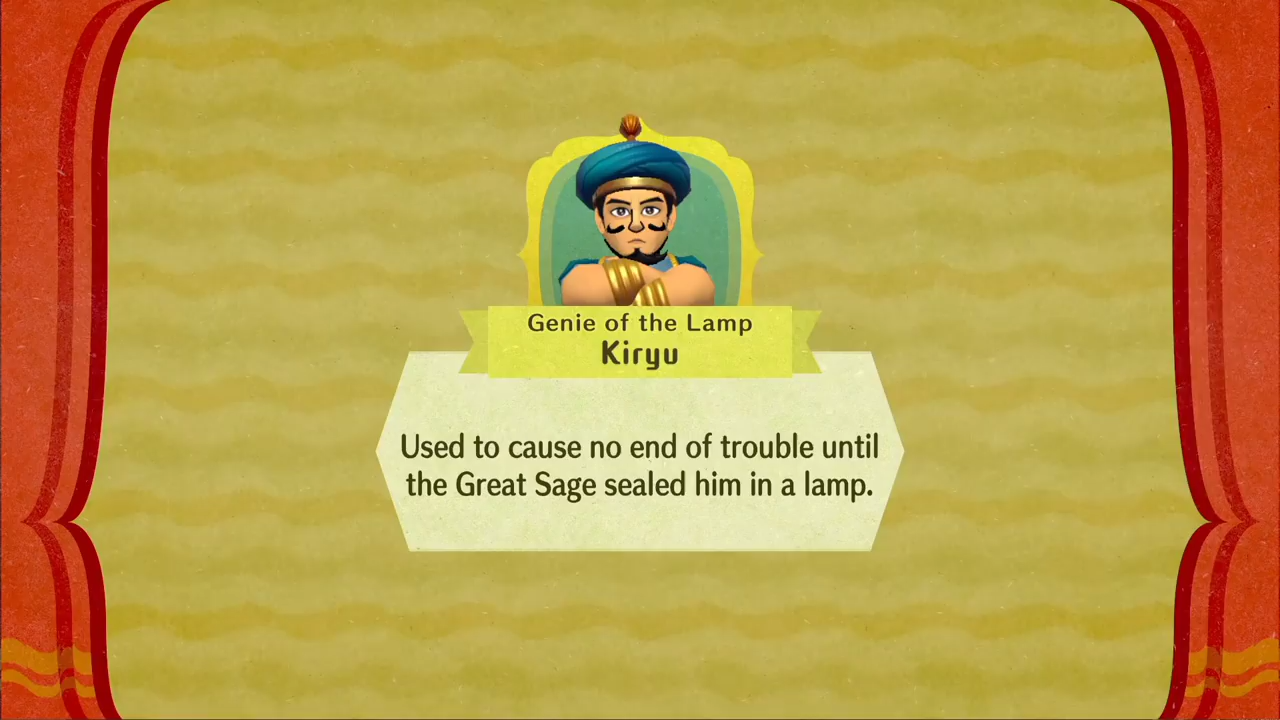 Genie of the Lamp
Kiryu
Used to cause no end of trouble until
the Great Sage sealed him in a lamp.